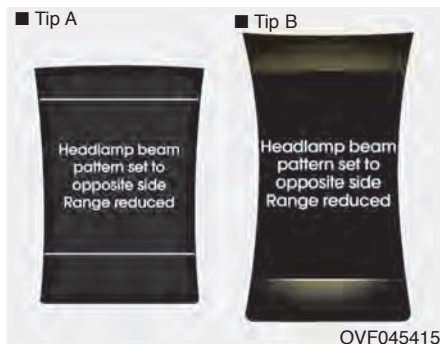 ■ Tip A
■ Tip B
Headlamp beam
pattern set to
opposite side
Range reduced
Headlamp beam
pattern set to
opposite side
Range reduced
OVF045415